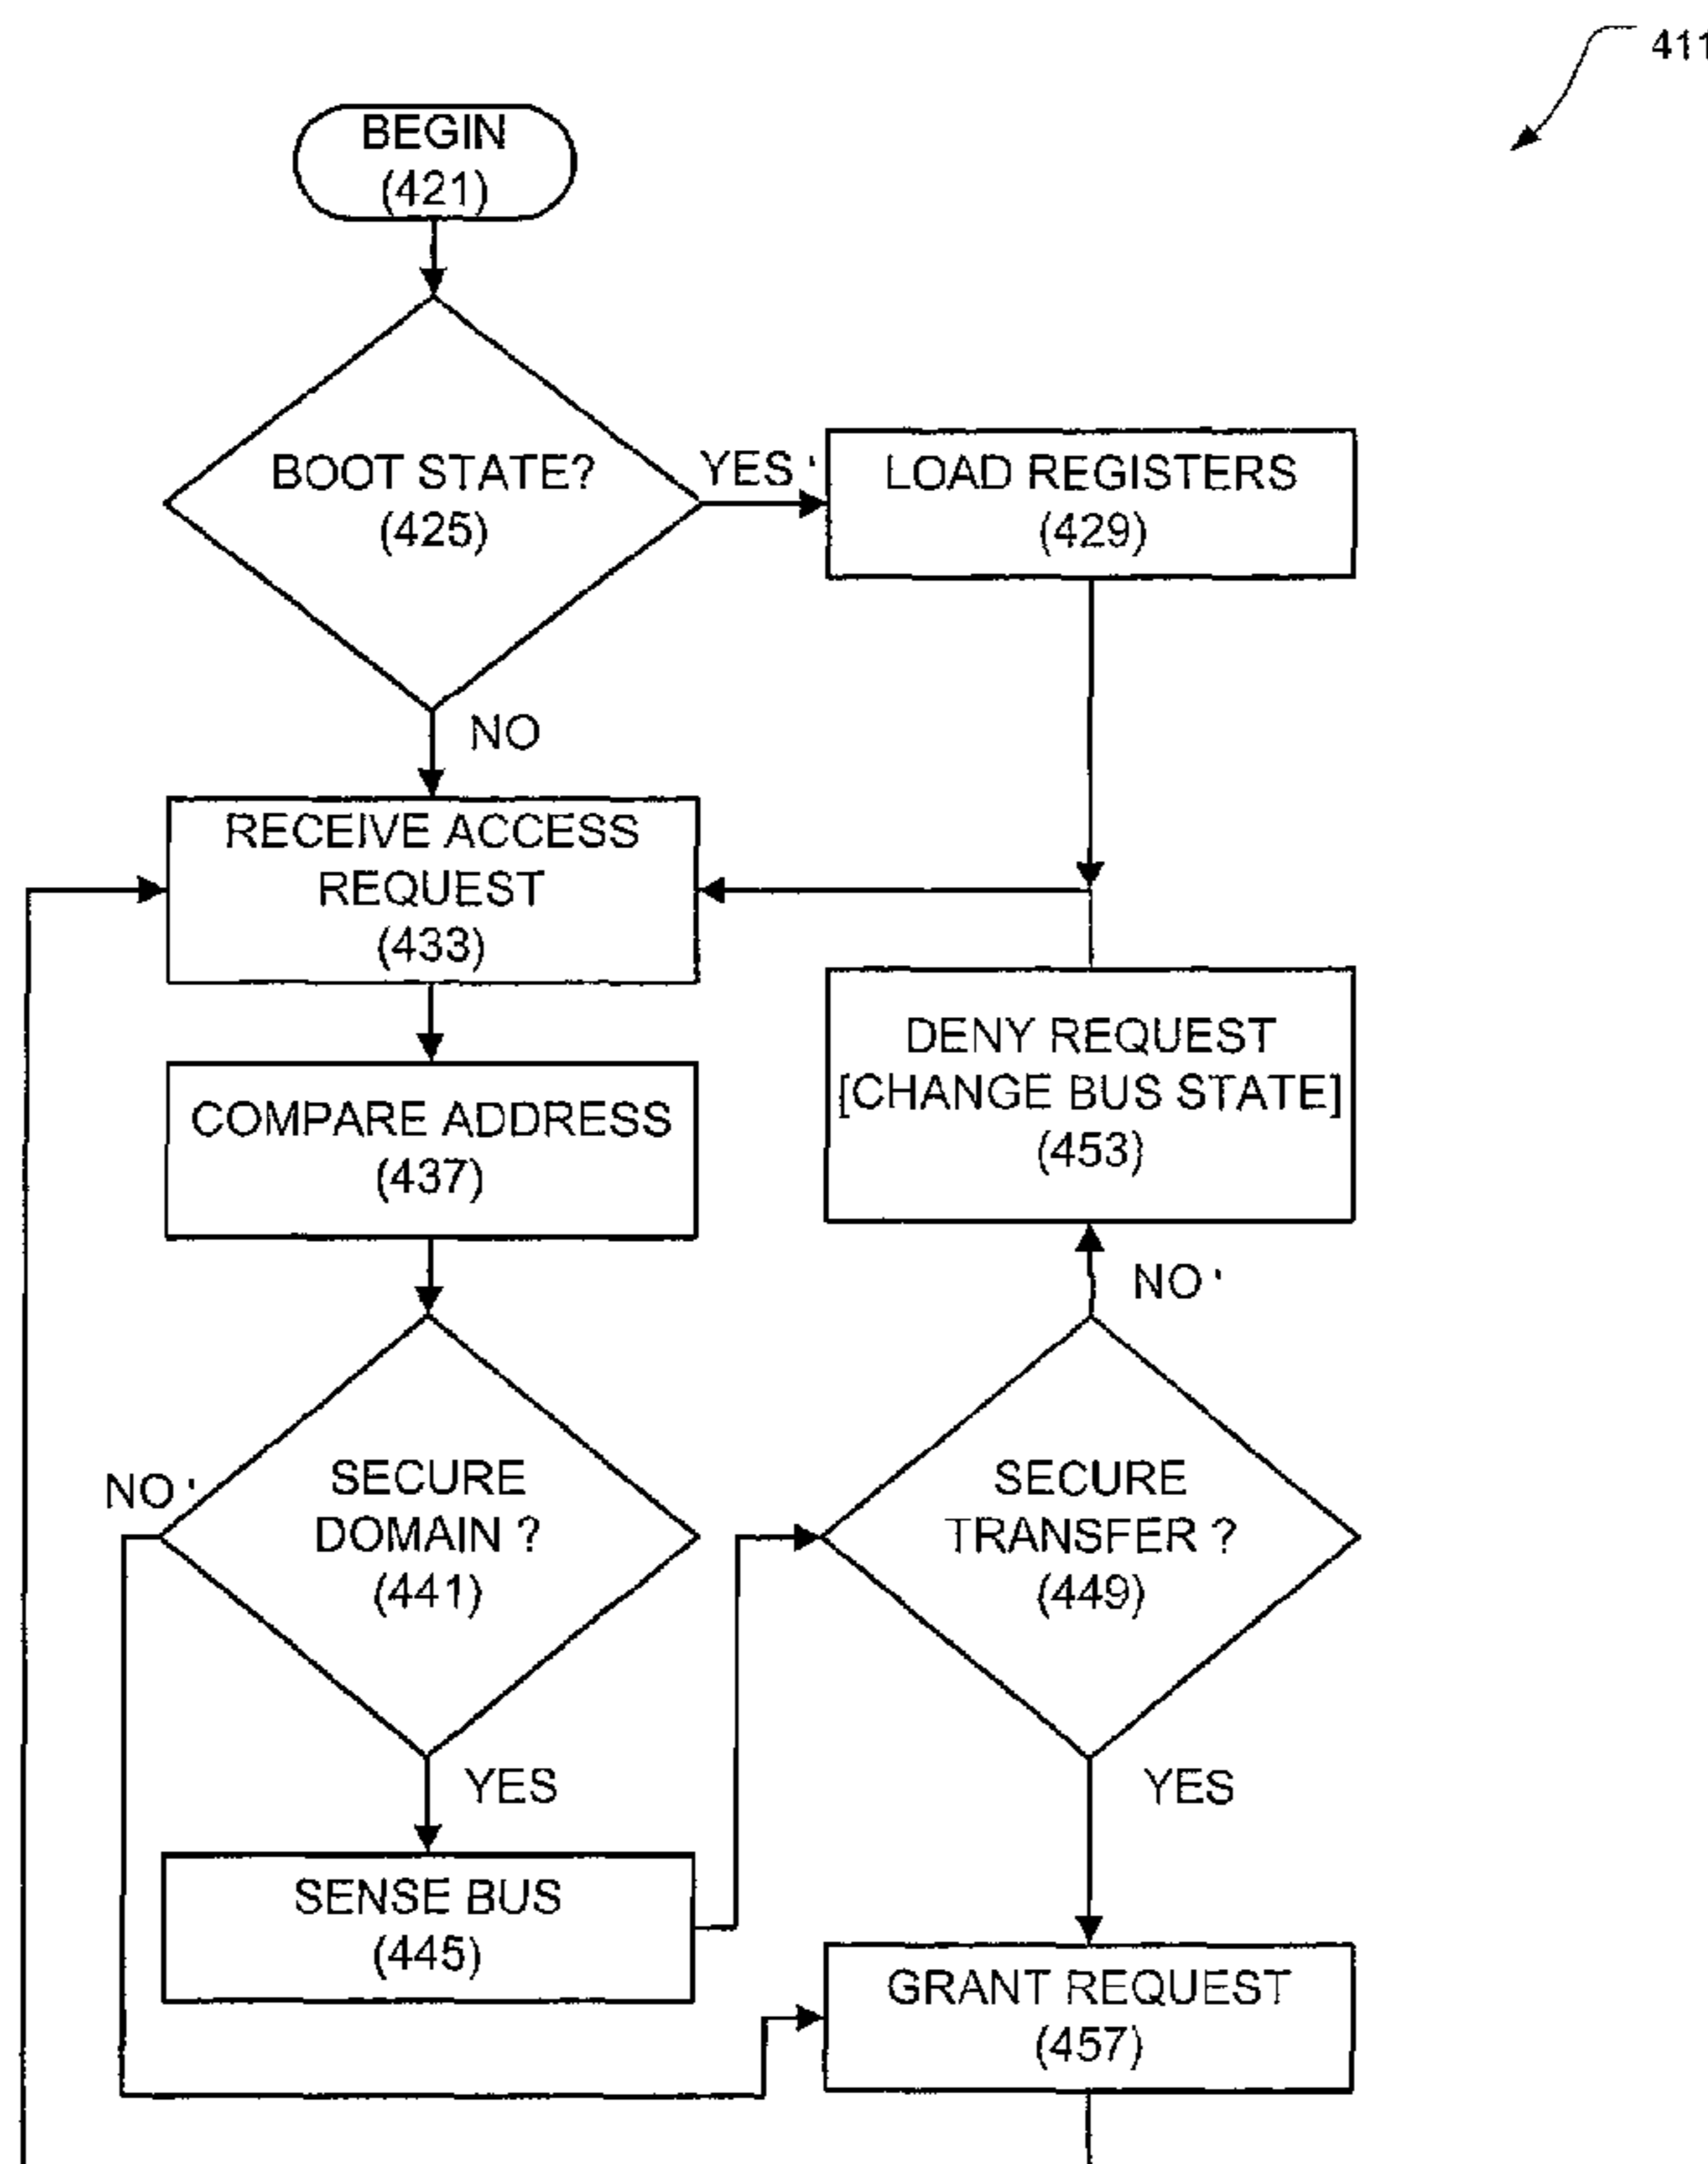 411
BEGIN
(421)
BOOT STATE?
(425)
YES
LOAD REGISTERS
(429)
NO
RECEIVE ACCESS
REQUEST
(433)
DENY REQUEST
[CHANGE BUS STATE]
(453)
COMPARE ADDRESS
(437)
NO
NO
SECURE
DOMAIN ?
(441)
SECURE
TRANSFER ?
(449)
YES
YES
SENSE BUS
(445)
GRANT REQUEST
(457)